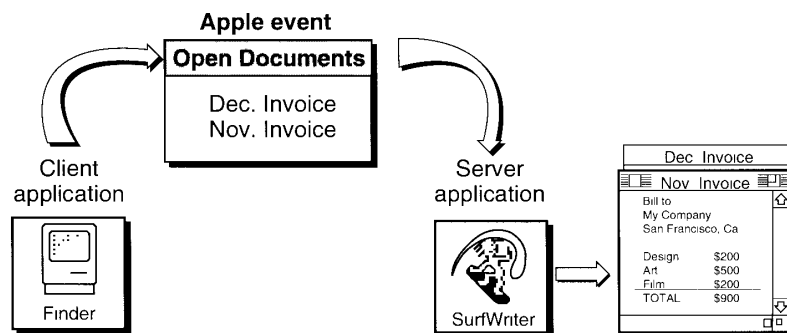 Apple event
Open Documents
Dec. Invoice
Nov. Invoice
Client
application
Finder
Server
application
SurfWriter
Dec Invoice
Nov Invoice
Bill to
My Company
San Francisco, Ca
Design $200
Art $500
Film $200
TOTAL $900